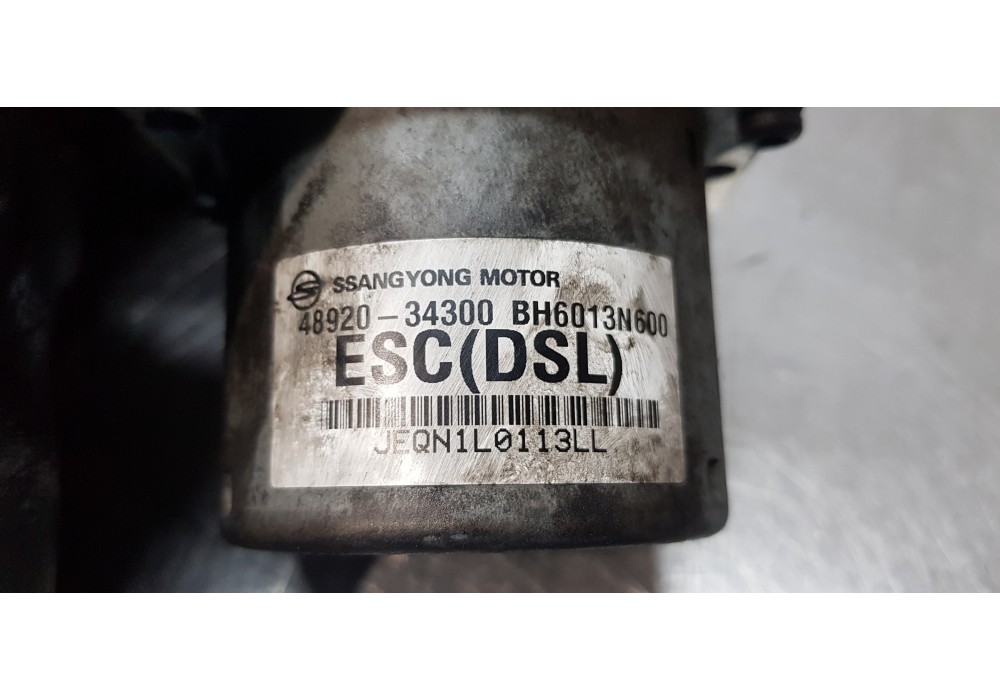 SSANGYONG MOTOR
48920-34300 BH6013N600
ESC(DSL)
JEQN1L0113LL